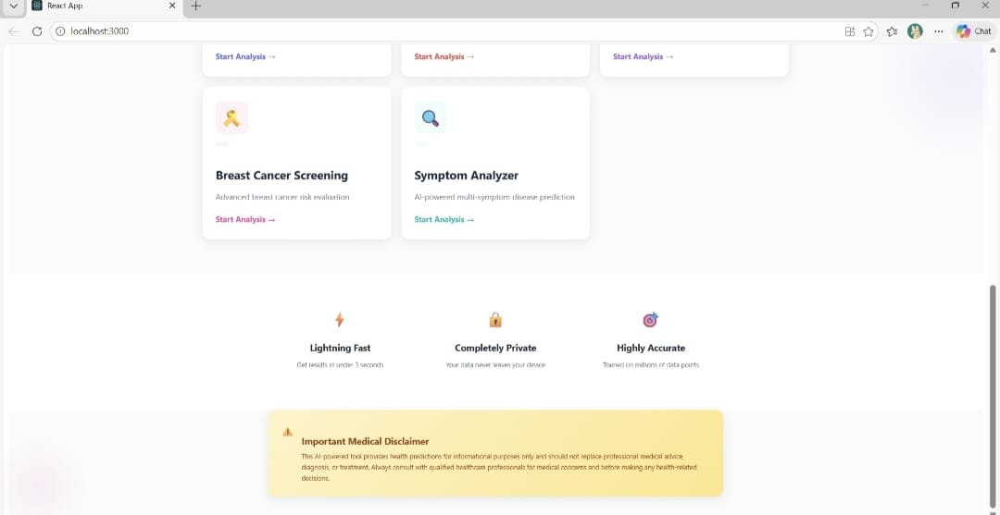 React App
localhost:3000
Chat
Start Analysis → Start Analysis → Start Analysis →
Breast Cancer Screening Symptom Analyzer
Advanced breast cancer risk evaluation AI-powered multi-symptom disease prediction
Start Analysis → Start Analysis →
Lightning Fast Completely Private Highly Accurate
Get results in under 3 seconds Your data never leaves your device Trained on millions of data points
Important Medical Disclaimer
This AI-powered tool provides health predictions for informational purposes only and should not replace professional medical advice,
diagnosis, or treatment. Always consult with qualified healthcare professionals for medical concerns and before making any health-related
decisions.